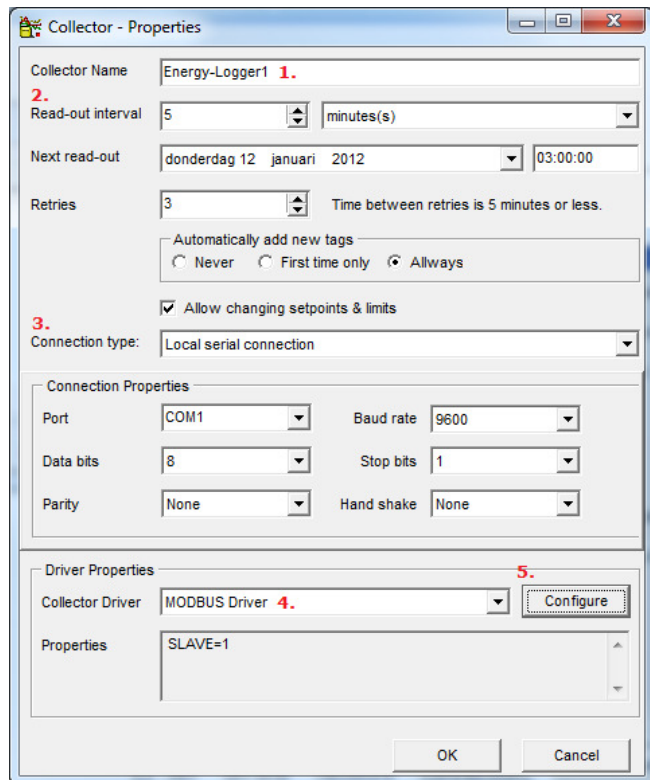 Collector - Properties
Collector Name Energy-Logger1 1.
2.
Read-out interval 5 minutes(s)
Next read-out donderdag 12 januari 2012 03:00:00
Retries 3 Time between retries is 5 minutes or less.
Automatically add new tags
Never First time only Allways
Allow changing setpoints & limits
3.
Connection type: Local serial connection
Connection Properties
Port COM1 Baud rate 9600
Data bits 8 Stop bits 1
Parity None Hand shake None
Driver Properties 5.
Collector Driver MODBUS Driver 4. Configure
Properties SLAVE=1
OK Cancel